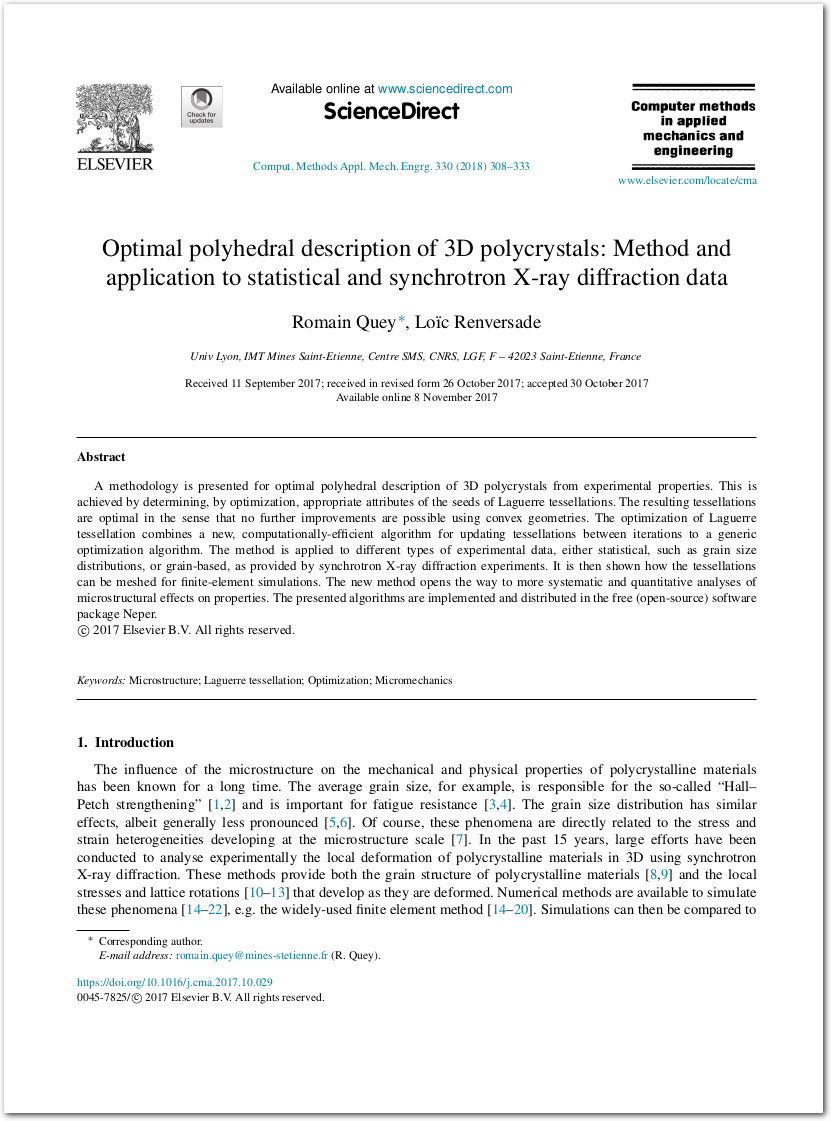 Available online at www.sciencedirect.com
ScienceDirect
ELSEVIER
Check for
updates
Comput. Methods Appl. Mech. Engrg. 330 (2018) 308–333
Computer methods
in applied
mechanics and
engineering
www.elsevier.com/locate/cma
Optimal polyhedral description of 3D polycrystals: Method and
application to statistical and synchrotron X-ray diffraction data
Romain Quey*, Loïc Renversade
Univ Lyon, IMT Mines Saint-Etienne, Centre SMS, CNRS, LGF, F – 42023 Saint-Etienne, France
Received 11 September 2017; received in revised form 26 October 2017; accepted 30 October 2017
Available online 8 November 2017
Abstract
A methodology is presented for optimal polyhedral description of 3D polycrystals from experimental properties. This is
achieved by determining, by optimization, appropriate attributes of the seeds of Laguerre tessellations. The resulting tessellations
are optimal in the sense that no further improvements are possible using convex geometries. The optimization of Laguerre
tessellation combines a new, computationally-efficient algorithm for updating tessellations between iterations to a generic
optimization algorithm. The method is applied to different types of experimental data, either statistical, such as grain size
distributions, or grain-based, as provided by synchrotron X-ray diffraction experiments. It is then shown how the tessellations
can be meshed for finite-element simulations. The new method opens the way to more systematic and quantitative analyses of
microstructural effects on properties. The presented algorithms are implemented and distributed in the free (open-source) software
package Neper.
© 2017 Elsevier B.V. All rights reserved.
Keywords: Microstructure; Laguerre tessellation; Optimization; Micromechanics
1. Introduction
The influence of the microstructure on the mechanical and physical properties of polycrystalline materials
has been known for a long time. The average grain size, for example, is responsible for the so-called “Hall–
Petch strengthening” [1,2] and is important for fatigue resistance [3,4]. The grain size distribution has similar
effects, albeit generally less pronounced [5,6]. Of course, these phenomena are directly related to the stress and
strain heterogeneities developing at the microstructure scale [7]. In the past 15 years, large efforts have been
conducted to analyse experimentally the local deformation of polycrystalline materials in 3D using synchrotron
X-ray diffraction. These methods provide both the grain structure of polycrystalline materials [8,9] and the local
stresses and lattice rotations [10–13] that develop as they are deformed. Numerical methods are available to simulate
these phenomena [14–22], e.g. the widely-used finite element method [14–20]. Simulations can then be compared to
* Corresponding author.
E-mail address: romain.quey@mines-stetienne.fr (R. Quey).
https://doi.org/10.1016/j.cma.2017.10.029
0045-7825/© 2017 Elsevier B.V. All rights reserved.